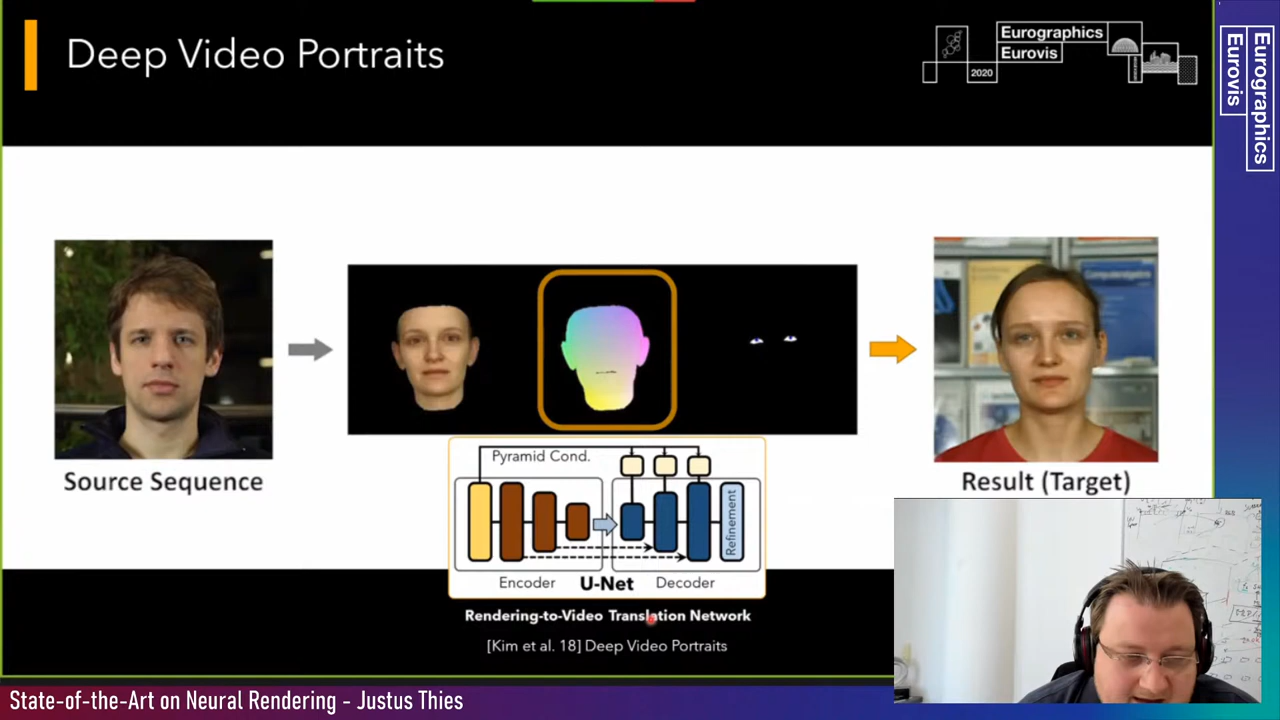 Deep Video Portraits
Eurographics
Eurovis
2020
Eurographics
Eurovis
Source Sequence
Result (Target)
Pyramid Cond.
Refinement
Encoder
U-Net
Decoder
Rendering-to-Video Translation Network
[Kim et al. 18] Deep Video Portraits
State-of-the-Art on Neural Rendering - Justus Thies